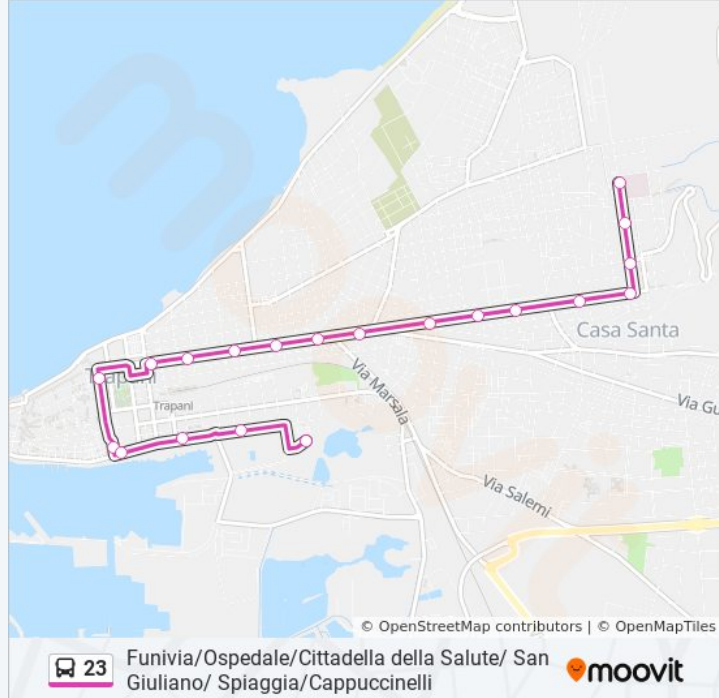 Casa Santa
Trapani
Trapani
Via Marsala
Via Gu
Via Salemi
© OpenStreetMap contributors | © OpenMapTiles
23
Funivia/Ospedale/Cittadella della Salute/ San
Giuliano/ Spiaggia/Cappuccinelli
moovit